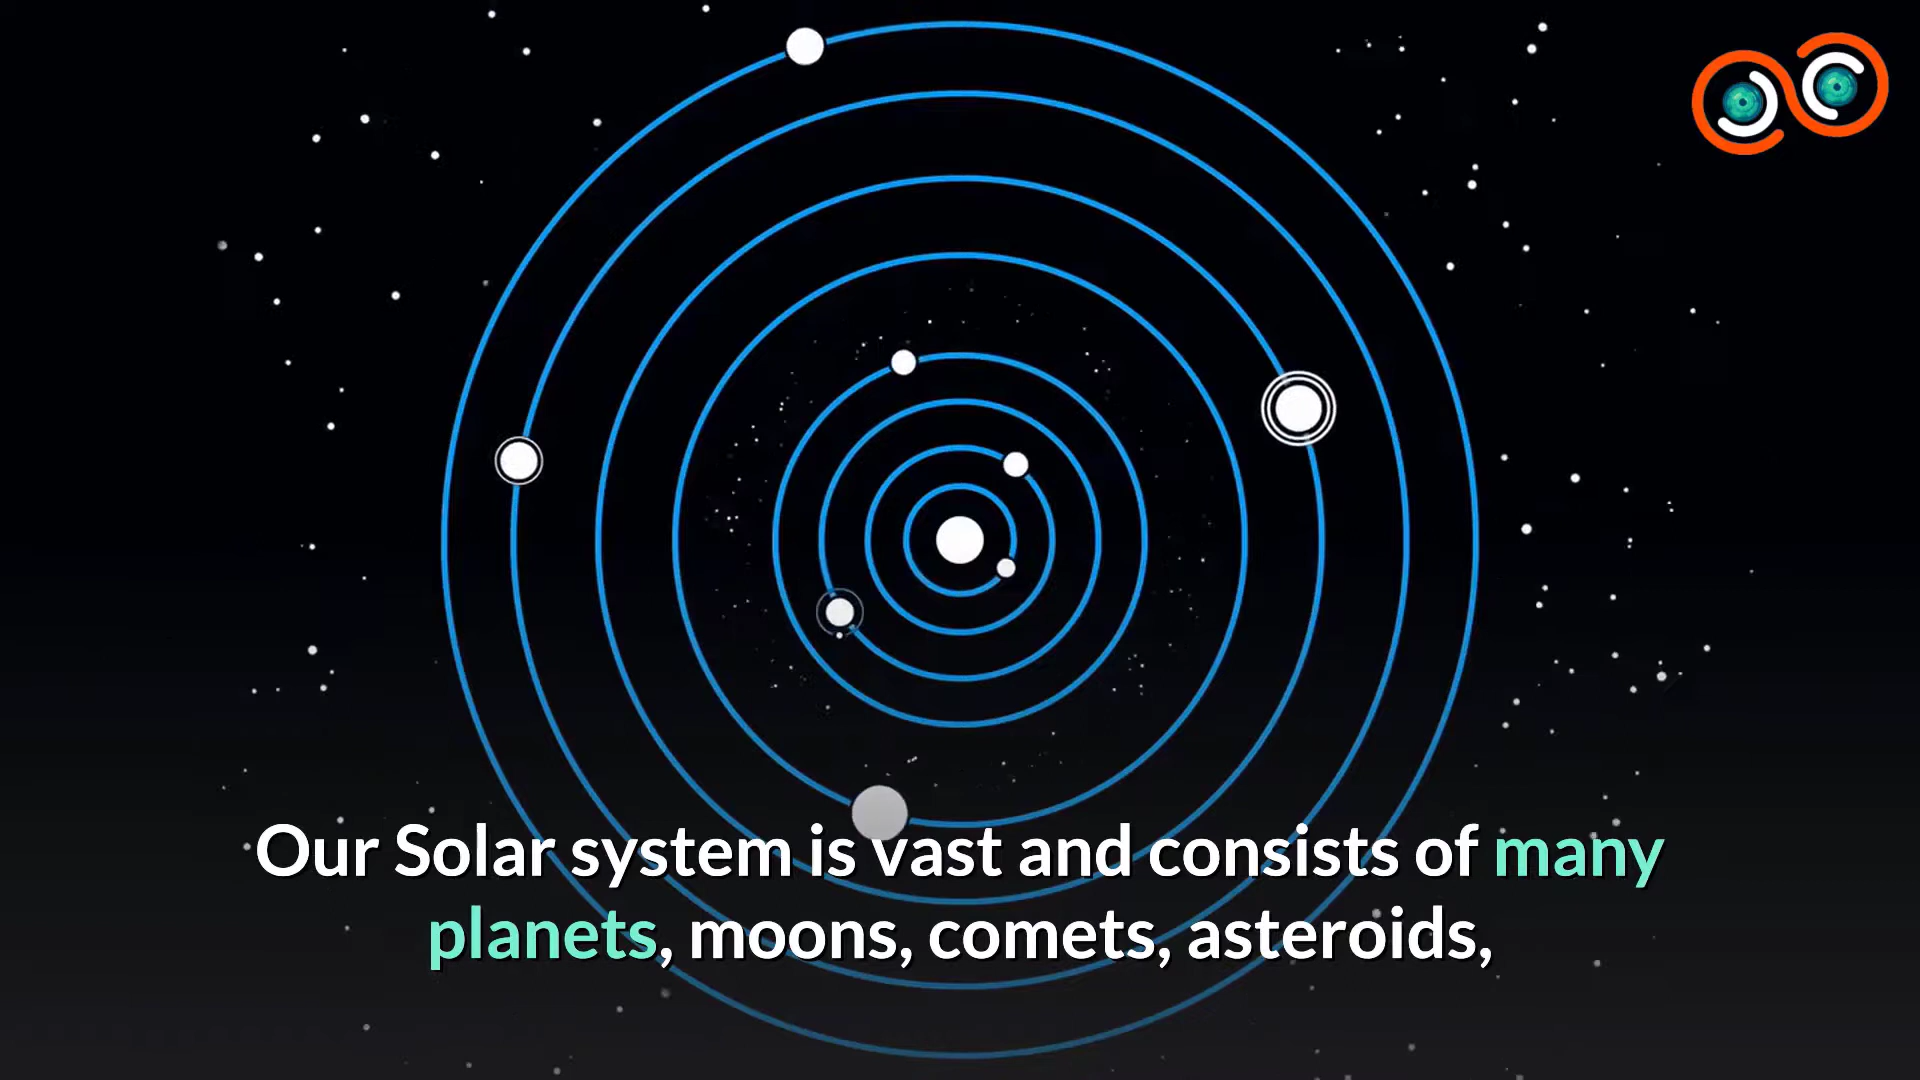 Our Solar system is vast and consists of many
planets, moons, comets, asteroids,